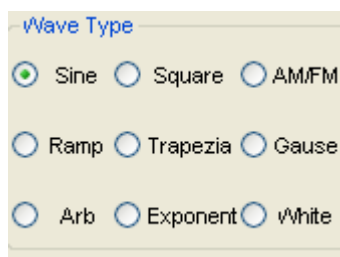 Wave Type
Sine Square AM/FM
Ramp Trapezia Gause
Arb Exponent White